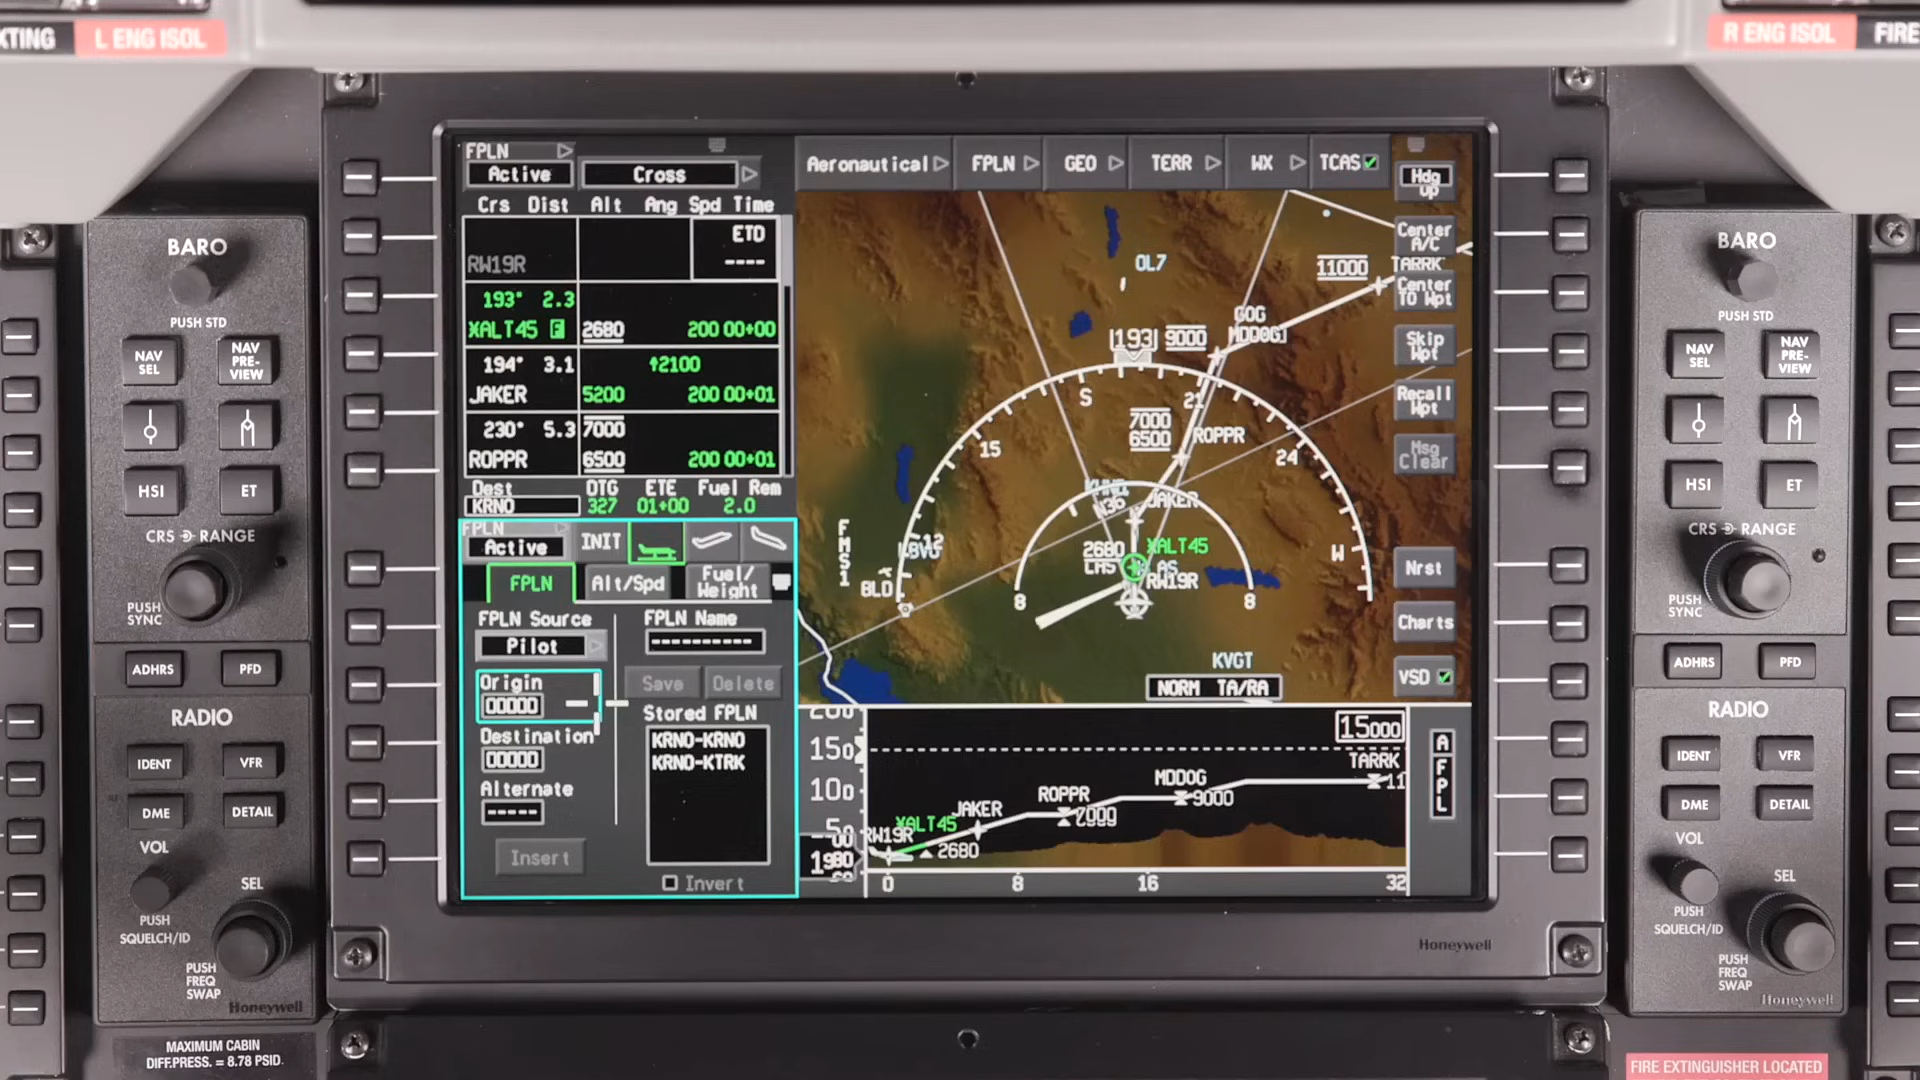 XTING
L ENG ISOL
R ENG ISOL
FIRE
BARO
PUSH STD
NAV SEL
NAV PRE-VIEW
HSI
ET
CRS RANGE
PUSH SYNC
ADHRS
PFD
RADIO
IDENT
VFR
DME
DETAIL
VOL
SEL
PUSH SQUELCH/ID
PUSH FREQ SWAP
Honeywell
MAXIMUM CABIN
DIFF.PRESS. = 8.78 PSID.
FPLN
Active
Cross
Crs Dist Alt Ang Spd Time
ETD
RW19R ----
193° 2.3
XALT45 F 2680 200 00+00
194° 3.1 ↑2100
JAKER 5200 200 00+01
230° 5.3 7000
ROPPR 6500 200 00+01
Dest DTG ETE Fuel Rem
KRNO 327 01+00 2.0
FPLN
Active
INIT
FPLN
Alt/Spd
Fuel/
Weight
FPLN Source
Pilot
FPLN Name
----------
Origin
00000
Save
Delete
Destination
00000
Stored FPLN
KRNO-KRNO
KRNO-KTRK
Alternate
-----
Insert
Invert
Aeronautical
FPLN
GEO
TERR
WX
TCAS
Hdg
up
Center
A/C
Center
TO Wpt
Skip
Wpt
Recall
Wpt
Msg
Clear
Nrst
Charts
VSD
0L7
11000
TARRK
GOG
MDDOG
193
9000
S
21
7000
6500
ROPPR
15
24
JAKER
12
W
FMS1
2680
XALT45
RW19R
BLD
8
8
KVGT
NORM TA/RA
200
150
100
50
15000
TARRK
11
MDDOG
9000
ROPPR
7000
JAKER
XALT45
RW19R
2680
0 8 16 32
AFPL
Honeywell
BARO
PUSH STD
NAV SEL
NAV PRE-VIEW
HSI
ET
CRS RANGE
PUSH SYNC
ADHRS
PFD
RADIO
IDENT
VFR
DME
DETAIL
VOL
SEL
PUSH SQUELCH/ID
PUSH FREQ SWAP
Honeywell
FIRE EXTINGUISHER LOCATED